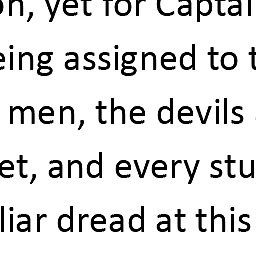 on, yet for Captai
eing assigned to t
men, the devils
et, and every stu
liar dread at this